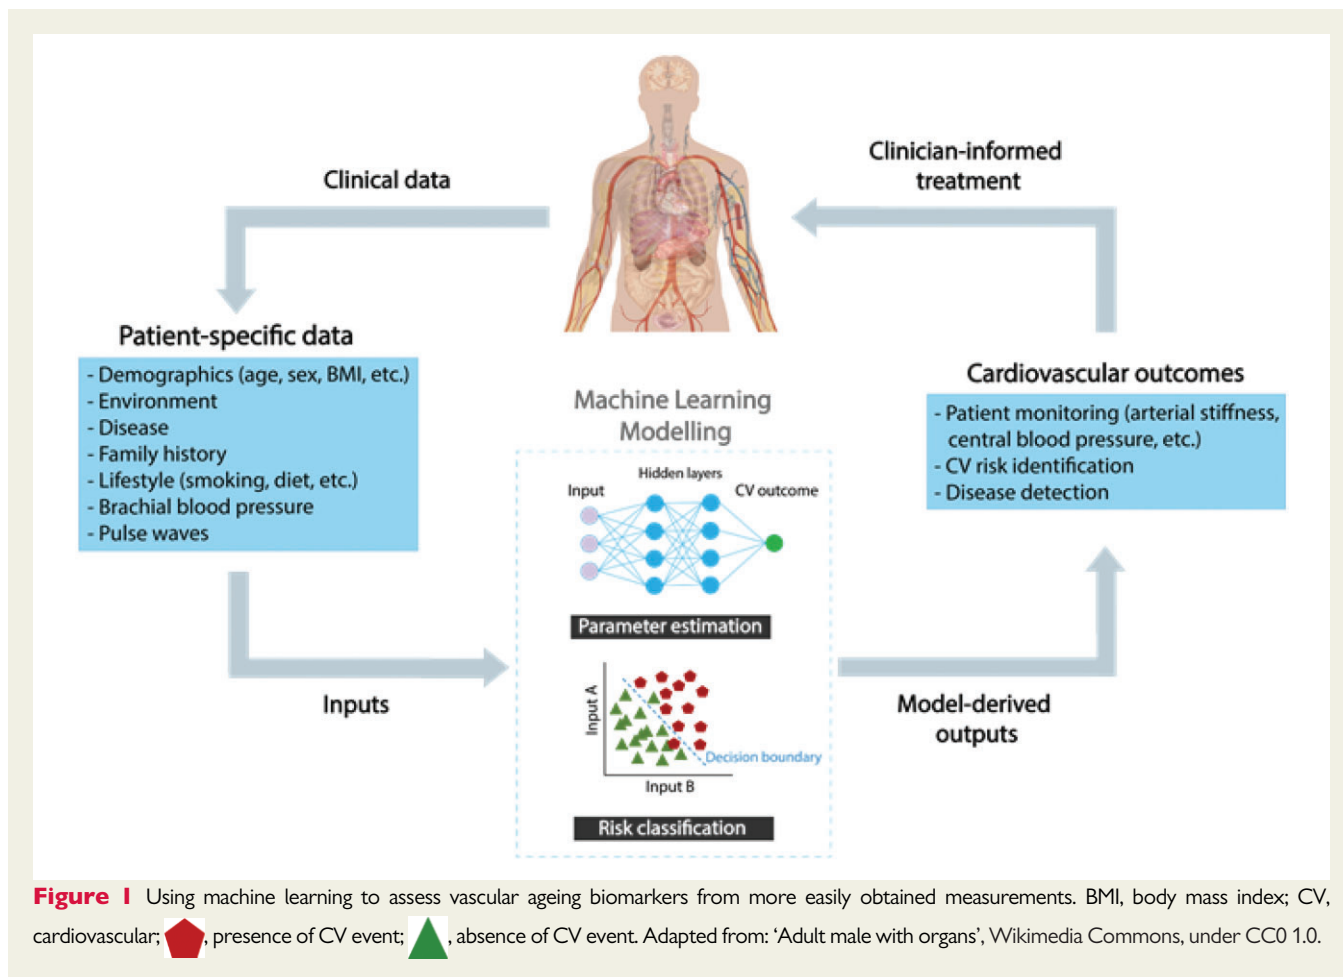 Clinical data
Clinician-informed
treatment
Patient-specific data
- Demographics (age, sex, BMI, etc.)
- Environment
- Disease
- Family history
- Lifestyle (smoking, diet, etc.)
- Brachial blood pressure
- Pulse waves
Machine Learning
Modelling
Hidden layers
Input
CV outcome
Parameter estimation
Input A
Decision boundary
Input B
Risk classification
Cardiovascular outcomes
- Patient monitoring (arterial stiffness,
central blood pressure, etc.)
- CV risk identification
- Disease detection
Inputs
Model-derived
outputs
Figure 1 Using machine learning to assess vascular ageing biomarkers from more easily obtained measurements. BMI, body mass index; CV,
cardiovascular; , presence of CV event; , absence of CV event. Adapted from: ‘Adult male with organs’, Wikimedia Commons, under CC0 1.0.